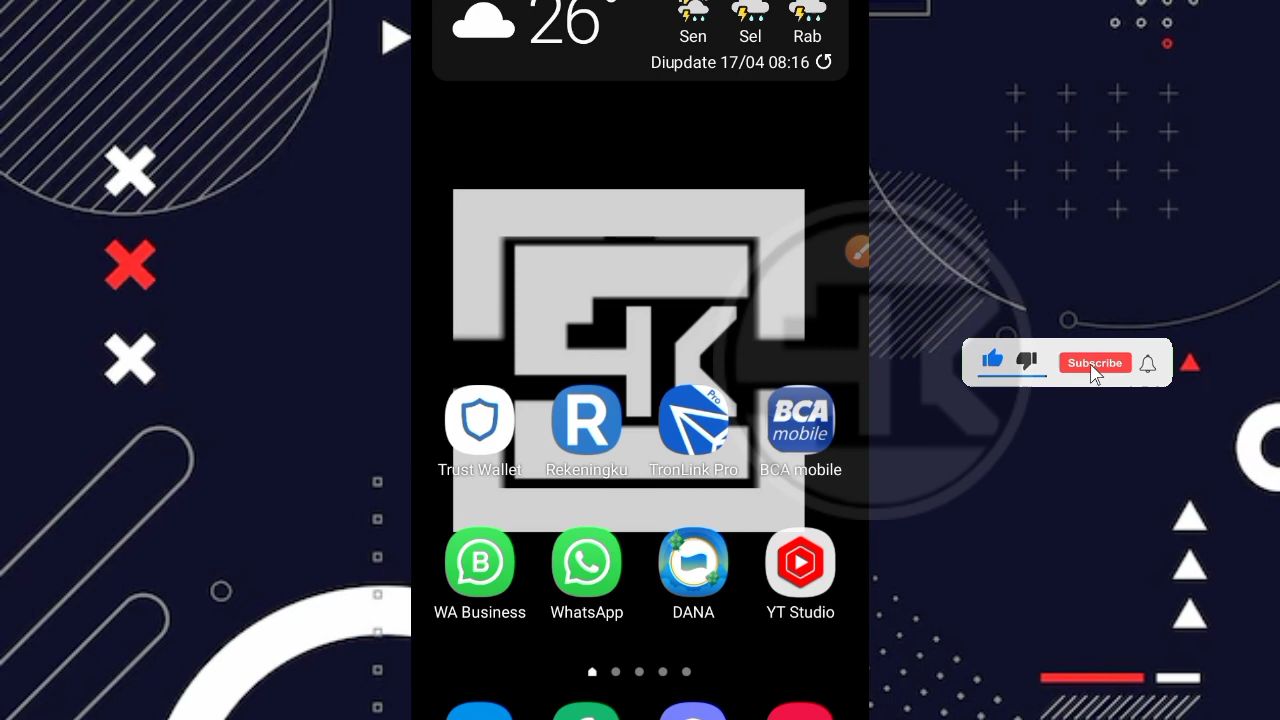 26°
Sen Sel Rab
Diupdate 17/04 08:16
Subscribe
R
Pro
BCA
mobile
Trust Wallet Rekeningku TronLink Pro BCA mobile
B
WA Business WhatsApp DANA YT Studio